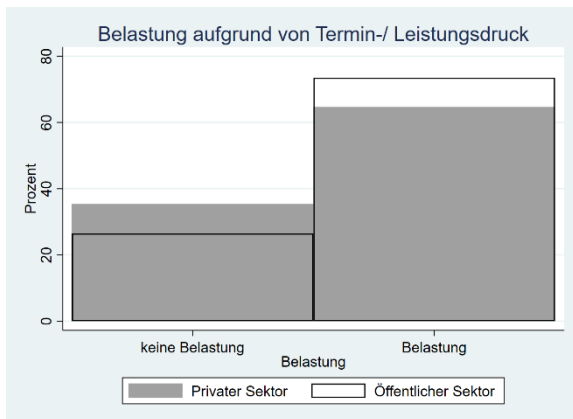 Belastung aufgrund von Termin-/ Leistungsdruck
Prozent
80
60
40
20
0
keine Belastung
Belastung
Belastung
Privater Sektor
Öffentlicher Sektor